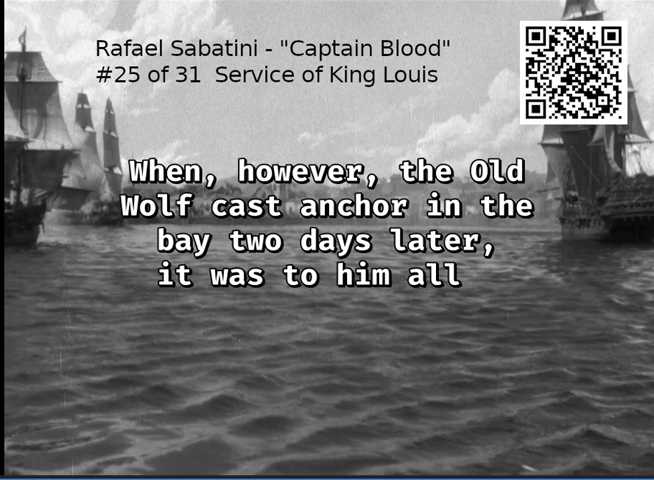 Rafael Sabatini - "Captain Blood"
#25 of 31  Service of King Louis
When, however, the Old
Wolf cast anchor in the
bay two days later,
it was to him all